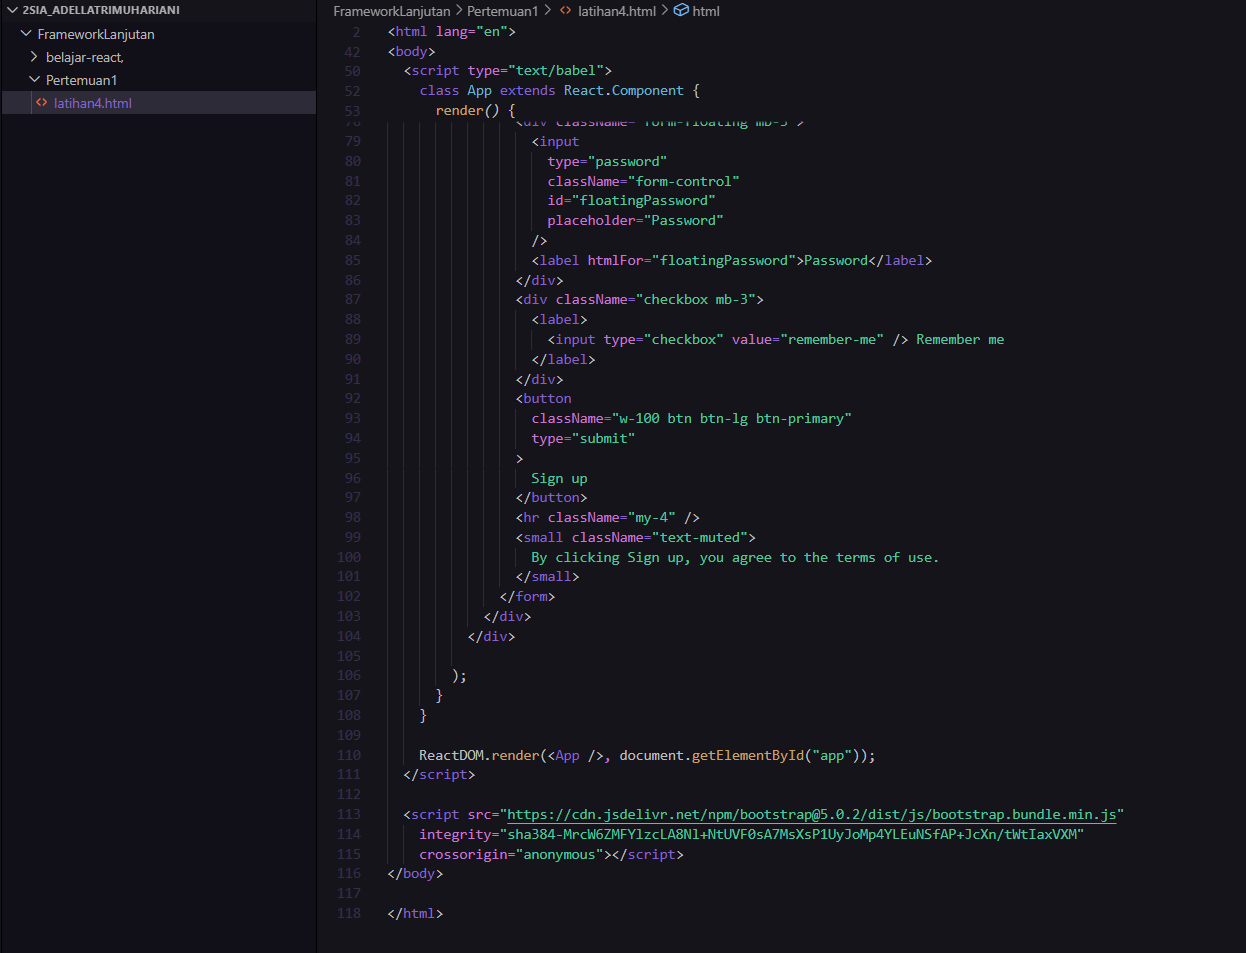 2SIA_ADELLATRIMUHARIANI
FrameworkLanjutan
belajar-react,
Pertemuan1
<> latihan4.html
FrameworkLanjutan > Pertemuan1 > <> latihan4.html > html
2 <html lang="en">
42 <body>
50 <script type="text/babel">
52 class App extends React.Component {
53 render() {
78 <div className="form-floating mb-3">
79 <input
80 type="password"
81 className="form-control"
82 id="floatingPassword"
83 placeholder="Password"
84 />
85 <label htmlFor="floatingPassword">Password</label>
86 </div>
87 <div className="checkbox mb-3">
88 <label>
89 <input type="checkbox" value="remember-me" /> Remember me
90 </label>
91 </div>
92 <button
93 className="w-100 btn btn-lg btn-primary"
94 type="submit"
95 >
96 Sign up
97 </button>
98 <hr className="my-4" />
99 <small className="text-muted">
100 By clicking Sign up, you agree to the terms of use.
101 </small>
102 </form>
103 </div>
104 </div>
105
106 );
107 }
108 }
109
110 ReactDOM.render(<App />, document.getElementById("app"));
111 </script>
112
113 <script src="https://cdn.jsdelivr.net/npm/bootstrap@5.0.2/dist/js/bootstrap.bundle.min.js"
114 integrity="sha384-MrcW6ZMFYlzcLA8Nl+NtUVF0sA7MsXsP1UyJoMp4YLEuNSfAP+JcXn/tWtIaxVXM"
115 crossorigin="anonymous"></script>
116 </body>
117
118 </html>